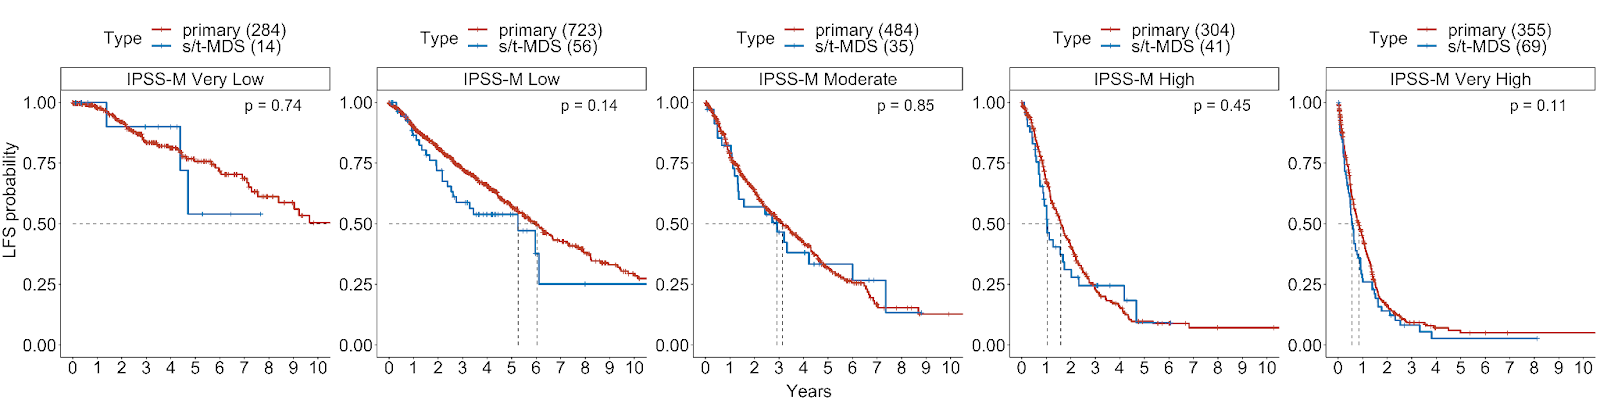 Type primary (284) s/t-MDS (14)
IPSS-M Very Low
p = 0.74
1.00
0.75
0.50
0.25
0.00
0 1 2 3 4 5 6 7 8 9 10
LFS probability
Type primary (723) s/t-MDS (56)
IPSS-M Low
p = 0.14
1.00
0.75
0.50
0.25
0.00
0 1 2 3 4 5 6 7 8 9 10
Type primary (484) s/t-MDS (35)
IPSS-M Moderate
p = 0.85
1.00
0.75
0.50
0.25
0.00
0 1 2 3 4 5 6 7 8 9 10
Years
Type primary (304) s/t-MDS (41)
IPSS-M High
p = 0.45
1.00
0.75
0.50
0.25
0.00
0 1 2 3 4 5 6 7 8 9 10
Type primary (355) s/t-MDS (69)
IPSS-M Very High
p = 0.11
1.00
0.75
0.50
0.25
0.00
0 1 2 3 4 5 6 7 8 9 10